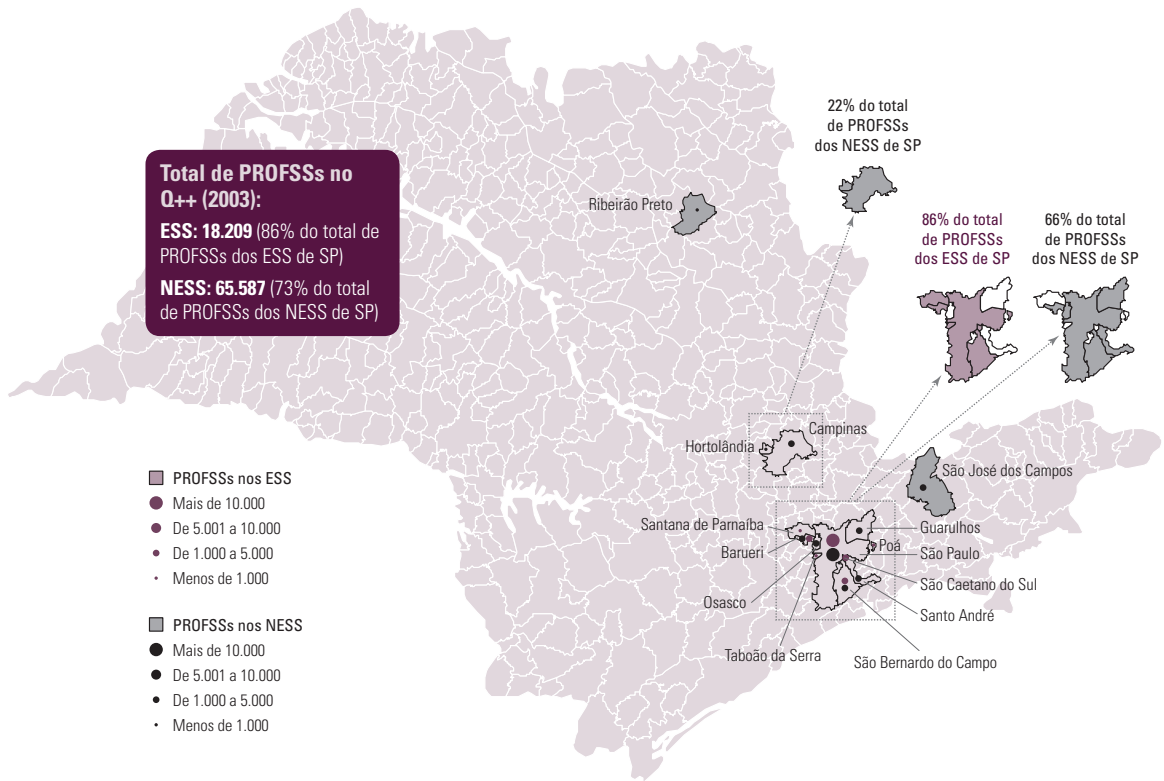 22% do total
de PROFSSs
dos NESS de SP
Total de PROFSSs no
Q++ (2003):
ESS: 18.209 (86% do total de
PROFSSs dos ESS de SP)
NESS: 65.587 (73% do total
de PROFSSs dos NESS de SP)
Ribeirão Preto
86% do total
de PROFSSs
dos ESS de SP
66% do total
de PROFSSs
dos NESS de SP
Campinas
Hortolândia
São José dos Campos
PROFSSs nos ESS
Mais de 10.000
De 5.001 a 10.000
De 1.000 a 5.000
Menos de 1.000
PROFSSs nos NESS
Mais de 10.000
De 5.001 a 10.000
De 1.000 a 5.000
Menos de 1.000
Santana de Parnaíba
Barueri
Osasco
Taboão da Serra
Guarulhos
Poá
São Paulo
São Caetano do Sul
Santo André
São Bernardo do Campo